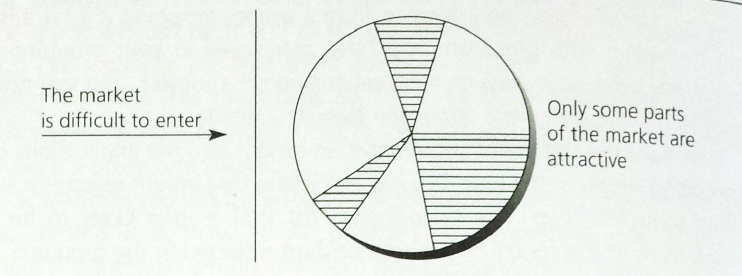 The market
is difficult to enter
Only some parts
of the market are
attractive